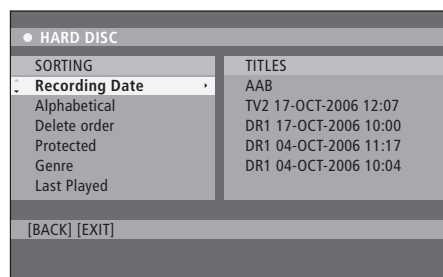 HARD DISC
SORTING
Recording Date
Alphabetical
Delete order
Protected
Genre
Last Played
TITLES
AAB
TV2 17-OCT-2006 12:07
DR1 17-OCT-2006 10:00
DR1 04-OCT-2006 11:17
DR1 04-OCT-2006 10:04
[BACK] [EXIT]